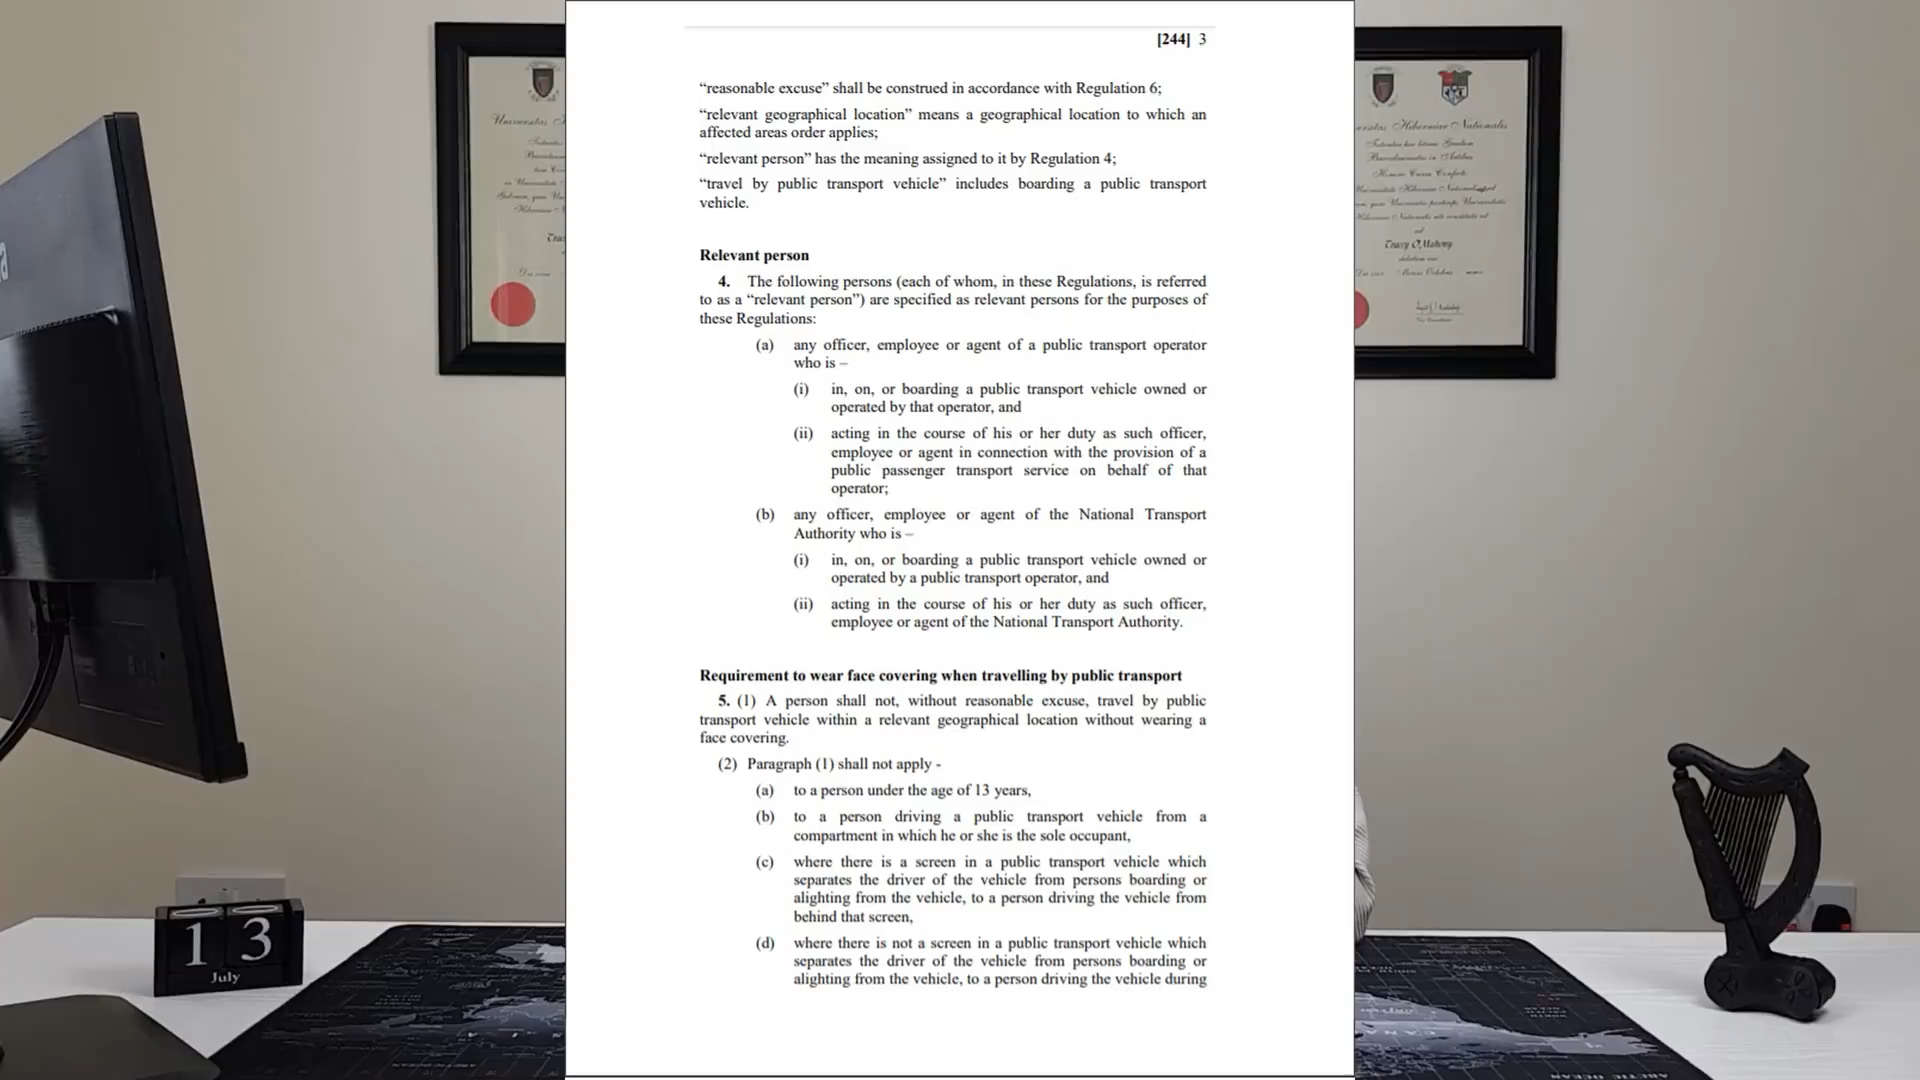 [244] 3
“reasonable excuse” shall be construed in accordance with Regulation 6;
“relevant geographical location” means a geographical location to which an
affected areas order applies;
“relevant person” has the meaning assigned to it by Regulation 4;
“travel by public transport vehicle” includes boarding a public transport
vehicle.
Relevant person
4. The following persons (each of whom, in these Regulations, is referred
to as a “relevant person”) are specified as relevant persons for the purposes of
these Regulations:
(a) any officer, employee or agent of a public transport operator
who is –
(i) in, on, or boarding a public transport vehicle owned or
operated by that operator, and
(ii) acting in the course of his or her duty as such officer,
employee or agent in connection with the provision of a
public passenger transport service on behalf of that
operator;
(b) any officer, employee or agent of the National Transport
Authority who is –
(i) in, on, or boarding a public transport vehicle owned or
operated by a public transport operator, and
(ii) acting in the course of his or her duty as such officer,
employee or agent of the National Transport Authority.
Requirement to wear face covering when travelling by public transport
5. (1) A person shall not, without reasonable excuse, travel by public
transport vehicle within a relevant geographical location without wearing a
face covering.
(2) Paragraph (1) shall not apply -
(a) to a person under the age of 13 years,
(b) to a person driving a public transport vehicle from a
compartment in which he or she is the sole occupant,
(c) where there is a screen in a public transport vehicle which
separates the driver of the vehicle from persons boarding or
alighting from the vehicle, to a person driving the vehicle from
behind that screen,
(d) where there is not a screen in a public transport vehicle which
separates the driver of the vehicle from persons boarding or
alighting from the vehicle, to a person driving the vehicle during
13
July
Hiberniae Nationalis
Tracy O'Mahony
ARCTIC OCEAN